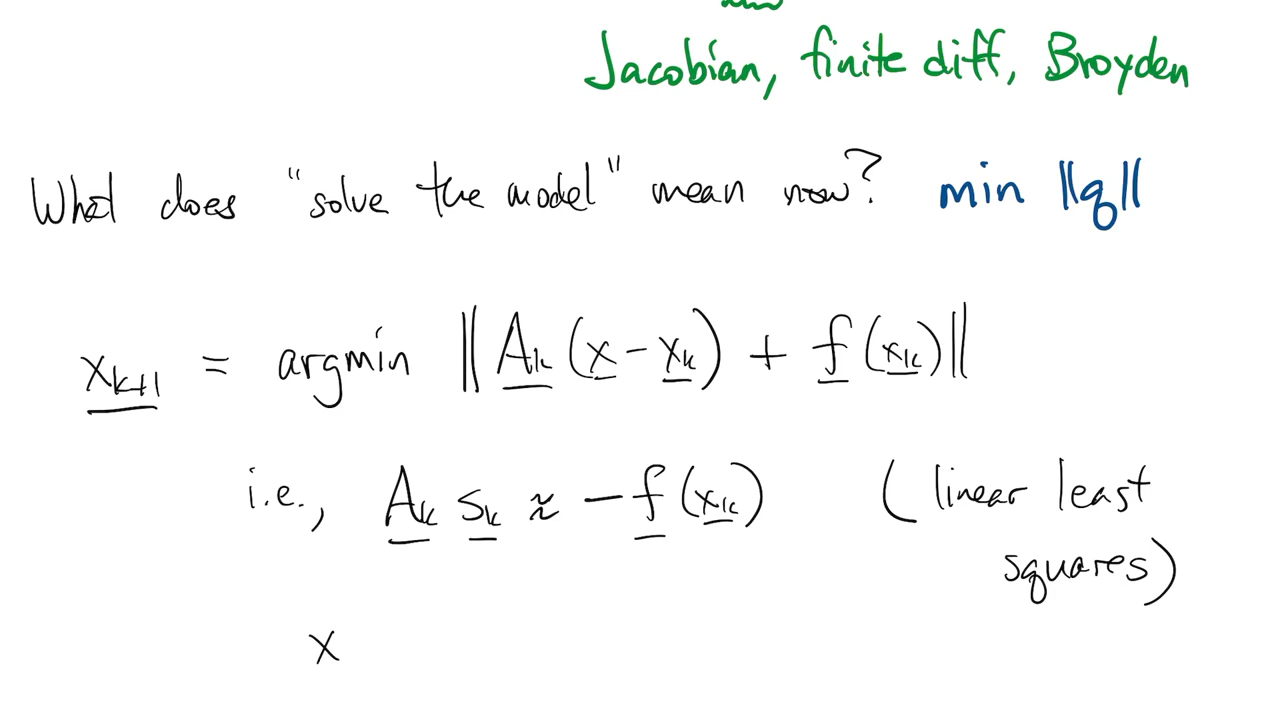 Jacobian, finite diff, Broyden
What does "solve the model" mean now? min ||q||
x_{k+1} = argmin || A_k (x - x_k) + f(x_k) ||
i.e., A_k s_k ≈ - f(x_k) (linear least
squares)
x